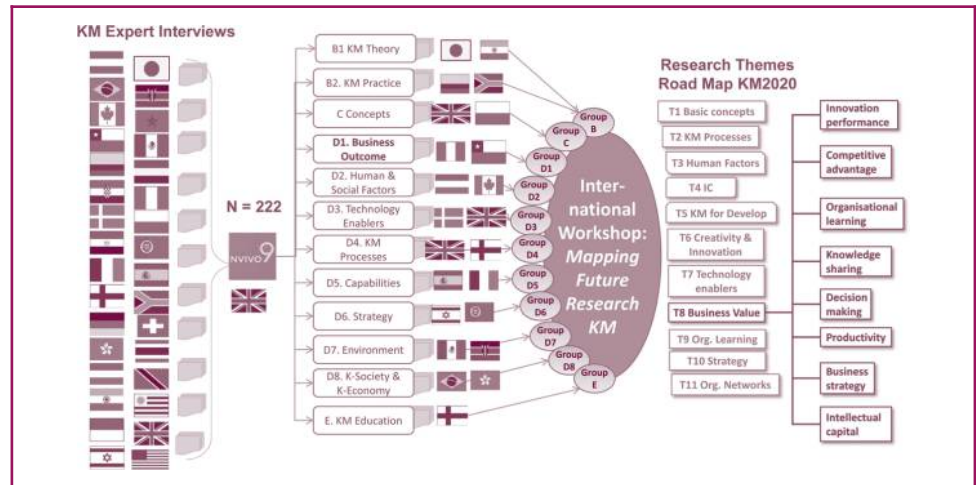 KM Expert Interviews
N = 222
NVIVO 9
B1 KM Theory
B2. KM Practice
C Concepts
D1. Business
Outcome
D2. Human &
Social Factors
D3. Technology
Enablers
D4. KM
Processes
D5. Capabilities
D6. Strategy
D7. Environment
D8. K-Society &
K-Economy
E. KM Education
Group
B
Group
C
Group
D1
Group
D2
Group
D3
Group
D4
Group
D5
Group
D6
Group
D7
Group
D8
Group
E
Inter-
national
Workshop:
Mapping
Future
Research
KM
Research Themes
Road Map KM2020
T1 Basic concepts
T2 KM Processes
T3 Human Factors
T4 IC
T5 KM for Develop
T6 Creativity &
Innovation
T7 Technology
enablers
T8 Business Value
T9 Org. Learning
T10 Strategy
T11 Org. Networks
Innovation
performance
Competitive
advantage
Organisational
learning
Knowledge
sharing
Decision
making
Productivity
Business
strategy
Intellectual
capital